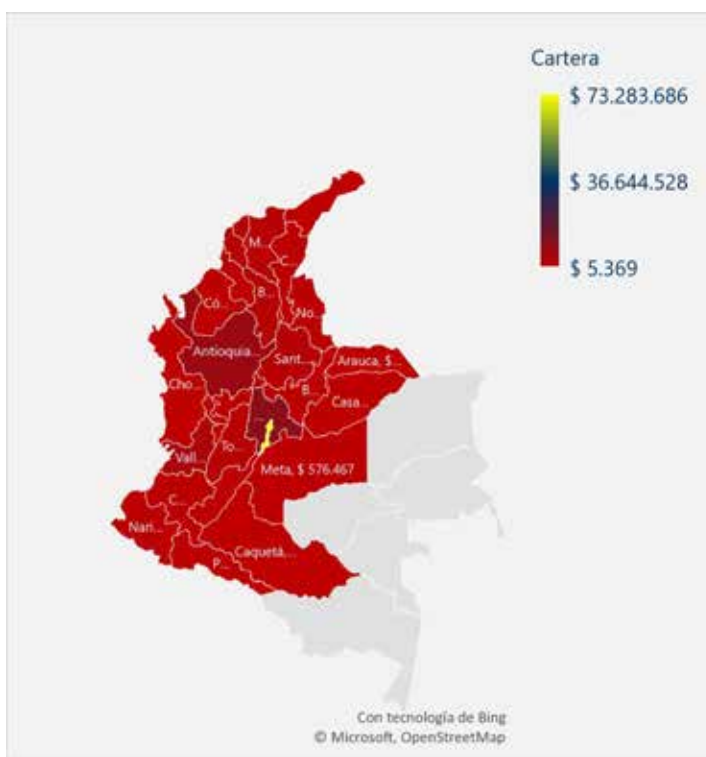 Cartera
$ 73.283.686
$ 36.644.528
$ 5.369
M...
C...
Có...
B...
No...
Antioquia...
Sant...
Arauca, $...
Cho...
B...
Casa...
To...
Vall...
Meta, $ 576.467
C...
Nari...
Caquetá,...
P...
Con tecnología de Bing
© Microsoft, OpenStreetMap